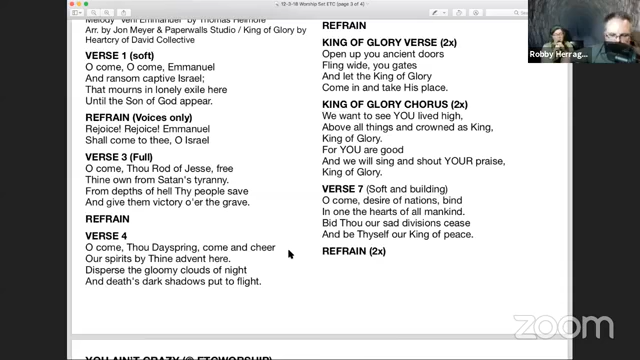 12-3-18 Worship Set ETC (page 3 of 4)
Melody "Veni Emmanuel" by Thomas Helmore
Arr. by Jon Meyer & Paperwalls Studio / King of Glory by
Heartcry of David Collective
VERSE 1 (soft)
O come, O come, Emmanuel
And ransom captive Israel;
That mourns in lonely exile here
Until the Son of God appear.
REFRAIN (Voices only)
Rejoice! Rejoice! Emmanuel
Shall come to thee, O Israel
VERSE 3 (Full)
O come, Thou Rod of Jesse, free
Thine own from Satan's tyranny.
From depths of hell Thy people save
And give them victory o'er the grave.
REFRAIN
VERSE 4
O come, Thou Dayspring, come and cheer
Our spirits by Thine advent here.
Disperse the gloomy clouds of night
And death's dark shadows put to flight.
REFRAIN
KING OF GLORY VERSE (2x)
Open up you ancient doors
Fling wide, you gates
And let the King of Glory
Come in and take His place.
KING OF GLORY CHORUS (2x)
We want to see YOU lived high,
Above all things and crowned as King,
King of Glory.
For YOU are good
And we will sing and shout YOUR praise,
King of Glory.
VERSE 7 (Soft and building)
O come, desire of nations, bind
In one the hearts of all mankind.
Bid Thou our sad divisions cease
And be Thyself our King of peace.
REFRAIN (2x)
YOU AIN'T CRAZY (@ ETCWORSHIP)
Robby Herrag...
zoom